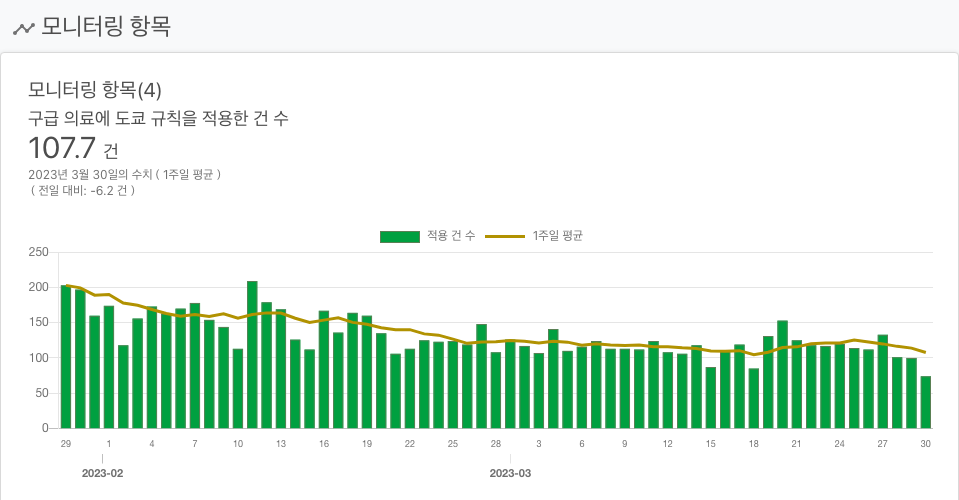 모니터링 항목
모니터링 항목(4)
구급 의료에 도쿄 규칙을 적용한 건 수
107.7 건
2023년 3월 30일의 수치 ( 1주일 평균 )
( 전일 대비: -6.2 건 )
적용 건 수 1주일 평균
250
200
150
100
50
0
29 1 4 7 10 13 16 19 22 25 28 3 6 9 12 15 18 21 24 27 30
2023-02 2023-03